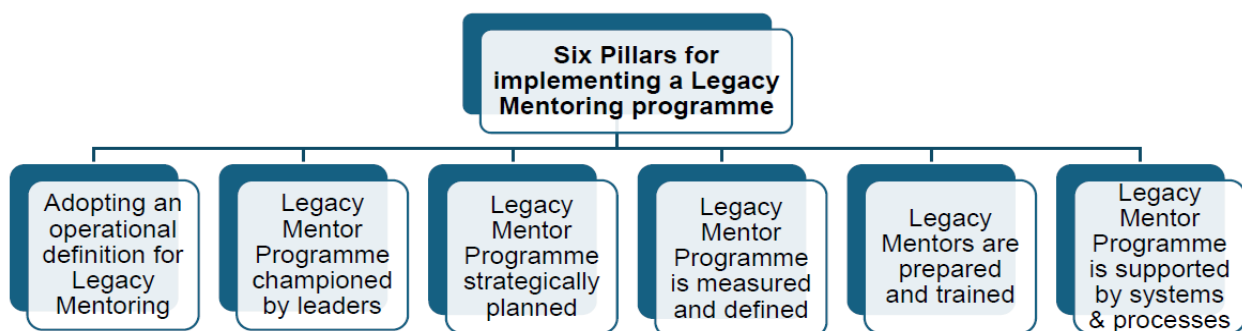 Six Pillars for
implementing a Legacy
Mentoring programme
Adopting an
operational
definition for
Legacy
Mentoring
Legacy
Mentor
Programme
championed
by leaders
Legacy
Mentor
Programme
strategically
planned
Legacy
Mentor
Programme
is measured
and defined
Legacy
Mentors are
prepared
and trained
Legacy
Mentor
Programme
is supported
by systems
& processes